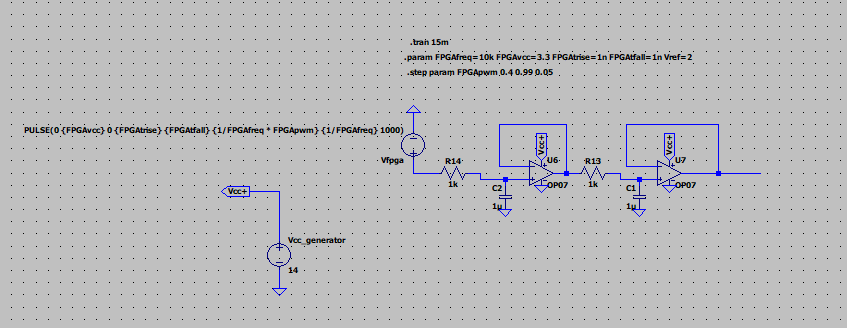 .tran 15m
.param FPGAfreq=10k FPGAvcc=3.3 FPGAtrise=1n FPGAtfall=1n Vref=2
.step param FPGApwm 0.4 0.99 0.05
PULSE(0 {FPGAvcc} 0 {FPGAtrise} {FPGAtfall} {1/FPGAfreq * FPGApwm} {1/FPGAfreq} 1000)
Vfpga
R14
1k
C2
1µ
Vcc+
U6
OP07
R13
1k
C1
1µ
Vcc+
U7
OP07
Vcc+
Vcc_generator
14